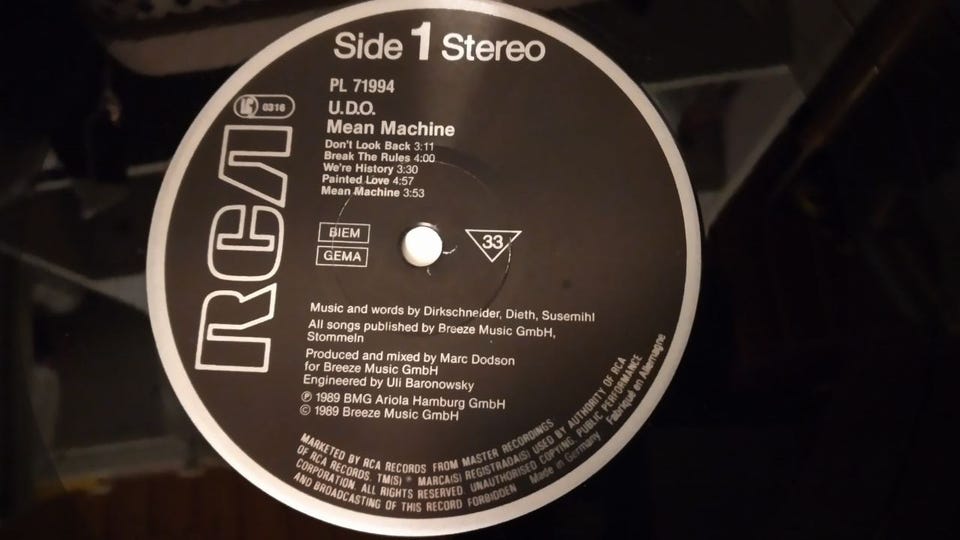 Side 1 Stereo
PL 71994
U.D.O.
Mean Machine
Don't Look Back 3:11
Break The Rules 4:00
We're History 3:30
Painted Love 4:57
Mean Machine 3:53
LC 0316
RCA
BIEM
GEMA
33
Music and words by Dirkschneider, Dieth, Susemihl
All songs published by Breeze Music GmbH,
Stommeln
Produced and mixed by Marc Dodson
for Breeze Music GmbH
Engineered by Uli Baronowsky
℗ 1989 BMG Ariola Hamburg GmbH
© 1989 Breeze Music GmbH
MARKETED BY RCA RECORDS FROM MASTER RECORDINGS
OF RCA RECORDS. TM(S) ® MARCA(S) REGISTRADA(S) USED BY AUTHORITY OF RCA
CORPORATION. ALL RIGHTS RESERVED. UNAUTHORISED COPYING, PUBLIC PERFORMANCE
AND BROADCASTING OF THIS RECORD FORBIDDEN
Made in Germany Fabriqué en Allemagne